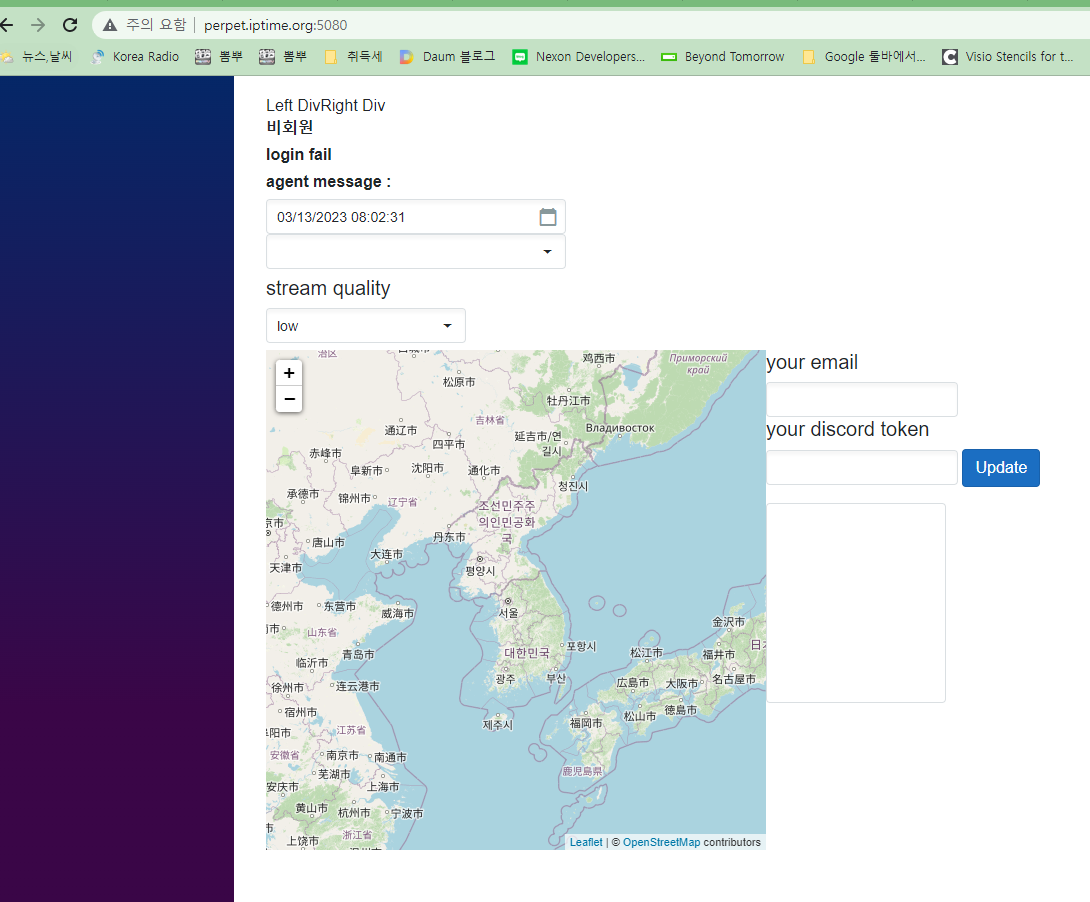 주의 요함 perpet.iptime.org:5080
뉴스,날씨 Korea Radio 뽐뿌 뽐뿌 취득세 Daum 블로그 Nexon Developers... Beyond Tomorrow Google 툴바에서... Visio Stencils for t...
Left DivRight Div
비회원
login fail
agent message :
03/13/2023 08:02:31
stream quality
low
+
−
鸡西市
Приморский
край
松原市
牡丹江市
吉林省
Владивосток
通辽市
延吉市/연
길시
四平市
赤峰市
阜新市
沈阳市
通化市
청진시
承德市
锦州市
辽宁省
조선민주주
의인민공화
국
京市
唐山市
丹东市
大连市
天津市
평양시
德州市
东营市
威海市
서울
金沢市
山东省
青岛市
대한민국
포항시
松江市
福井市
临沂市
광주
부산
広島市
大阪市
名古屋市
徐州市
连云港市
松山市
徳島市
宿州市
제주시
福岡市
江苏省
安徽省
南京市
南通市
芜湖市
鹿児島県
安庆市
上海市
黄山市
杭州市
宁波市
上饶市
浙江省
Leaflet | © OpenStreetMap contributors
your email
your discord token
Update